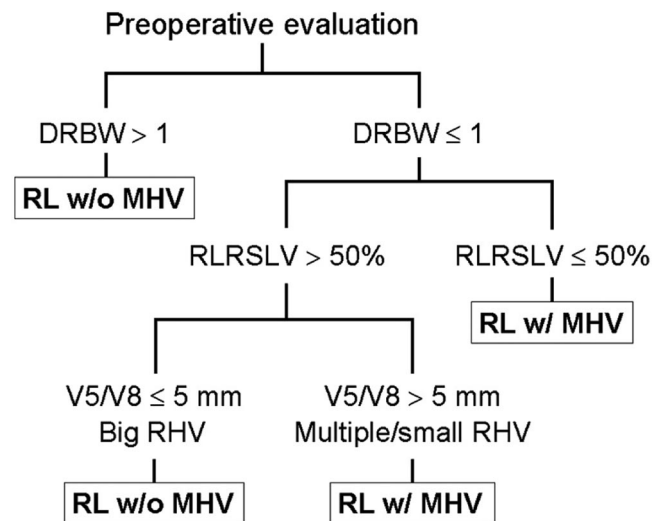 Preoperative evaluation
DRBW > 1
DRBW ≤ 1
RL w/o MHV
RLRSLV > 50%
RLRSLV ≤ 50%
RL w/ MHV
V5/V8 ≤ 5 mm
Big RHV
V5/V8 > 5 mm
Multiple/small RHV
RL w/o MHV
RL w/ MHV